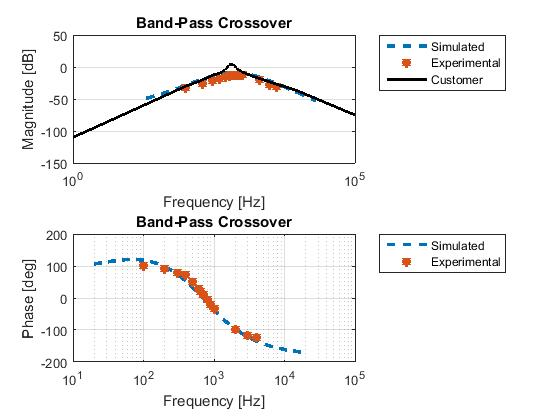 Band-Pass Crossover
Magnitude [dB]
50
0
-50
-100
-150
10^0
10^5
Frequency [Hz]
Simulated
Experimental
Customer
Band-Pass Crossover
Phase [deg]
200
100
0
-100
-200
10^1
10^2
10^3
10^4
10^5
Frequency [Hz]
Simulated
Experimental